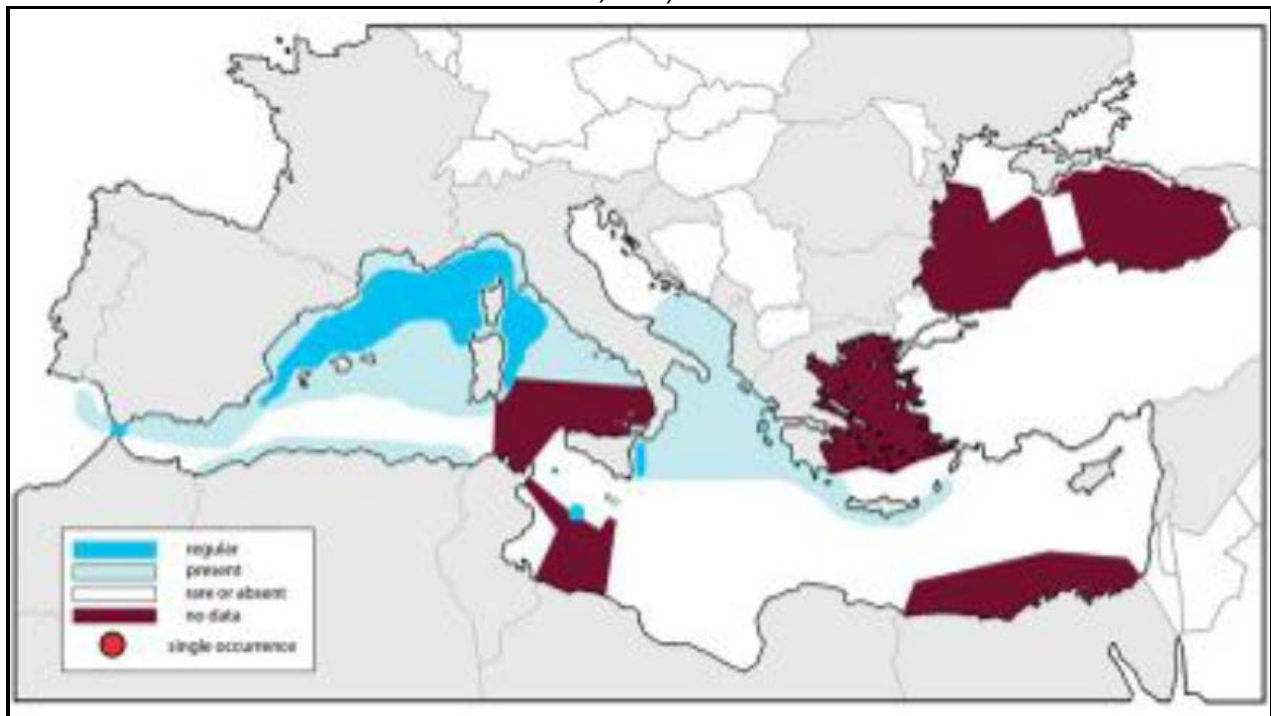 regular
present
rare or absent
no data
single occurrence